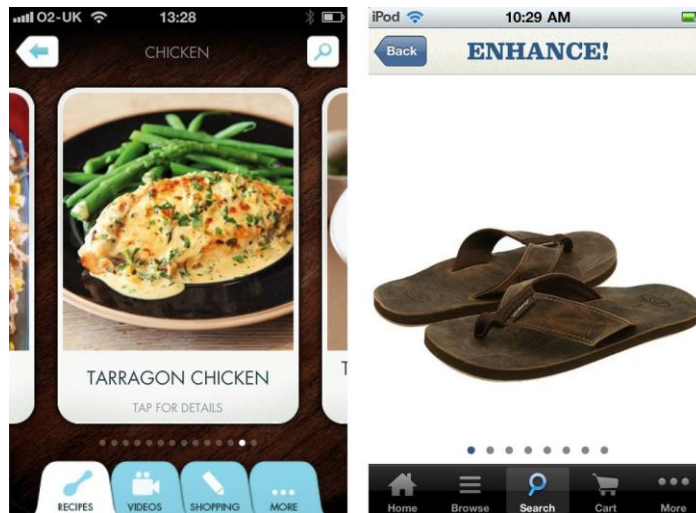 O2-UK 13:28
CHICKEN
TARRAGON CHICKEN
TAP FOR DETAILS
T
RECIPES VIDEOS SHOPPING MORE
iPod 10:29 AM
Back ENHANCE!
Home Browse Search Cart More